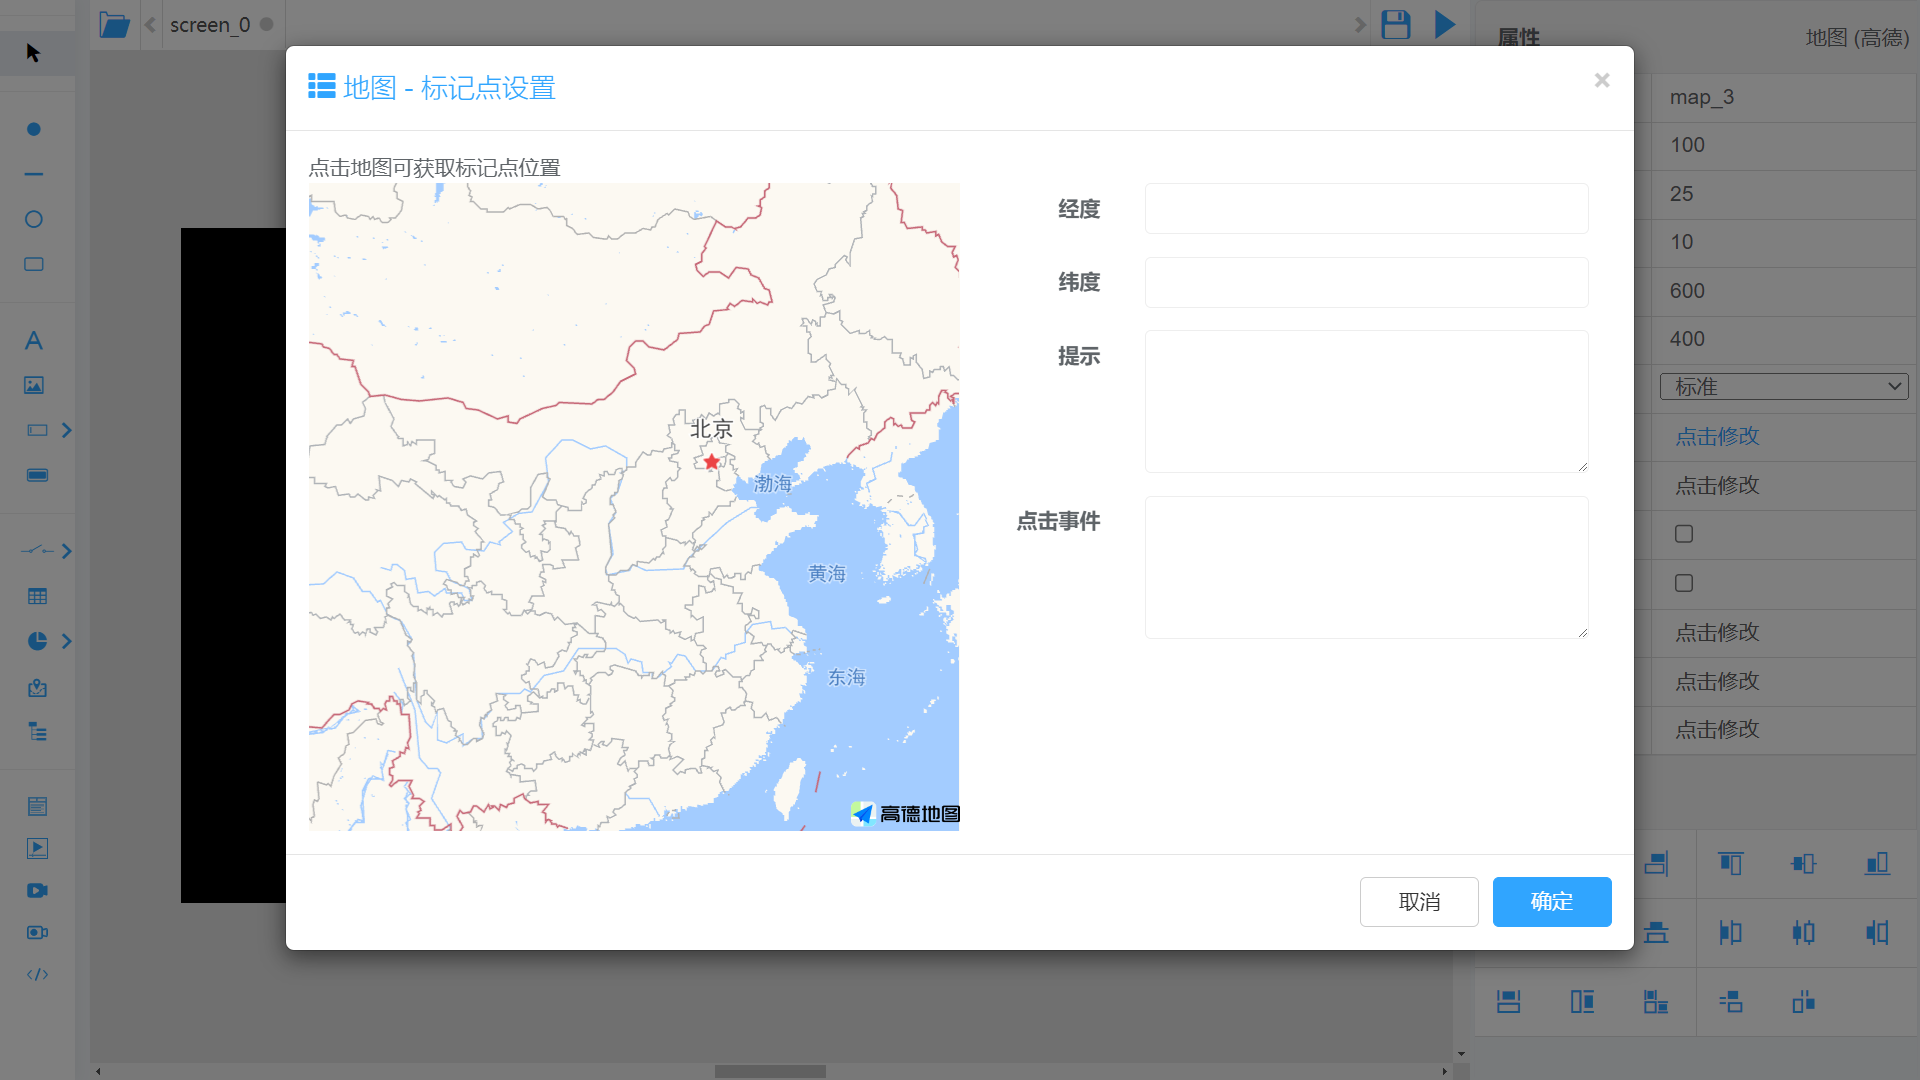 screen_0
属性
地图 (高德)
地图 - 标记点设置
×
点击地图可获取标记点位置
北京
渤海
黄海
东海
高德地图
经度
纬度
提示
点击事件
取消
确定
map_3
100
25
10
600
400
标准
点击修改
点击修改
点击修改
点击修改
点击修改